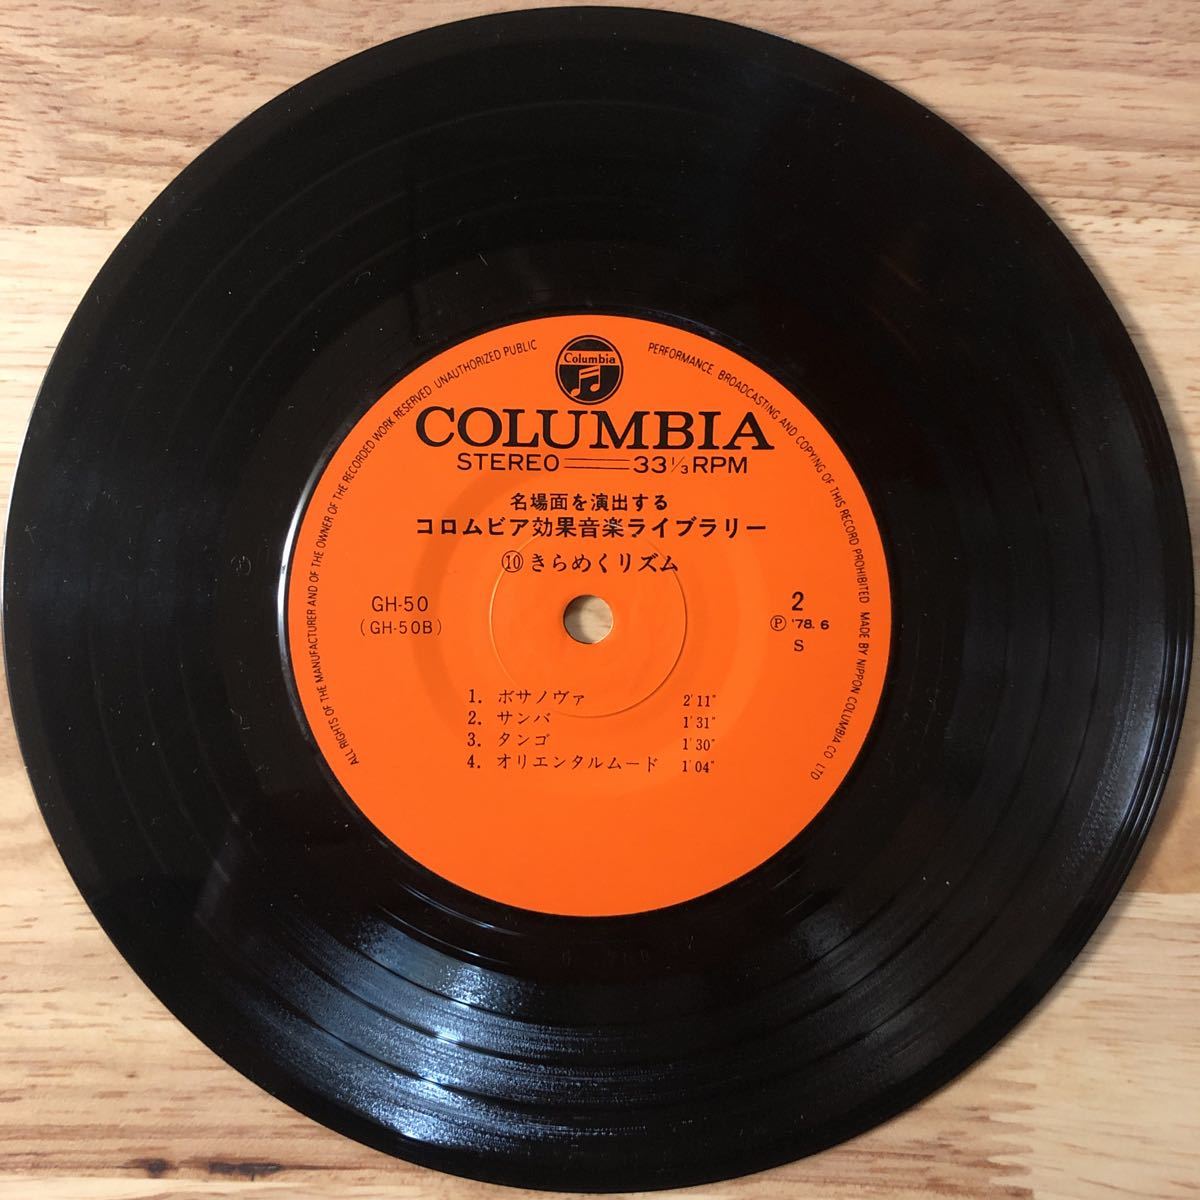 Columbia
COLUMBIA
STEREO 33 1/3 RPM
名場面を演出する
コロムビア効果音楽ライブラリー
⑩きらめくリズム
GH-50
(GH-50B)
2
Ⓟ '78.6
S
1. ボサノヴァ 2'11"
2. サンバ 1'31"
3. タンゴ 1'30"
4. オリエンタルムード 1'04"
ALL RIGHTS OF THE MANUFACTURER AND OF THE OWNER OF THE RECORDED WORK RESERVED UNAUTHORIZED PUBLIC PERFORMANCE BROADCASTING AND COPYING OF THIS RECORD PROHIBITED MADE BY NIPPON COLUMBIA CO LTD